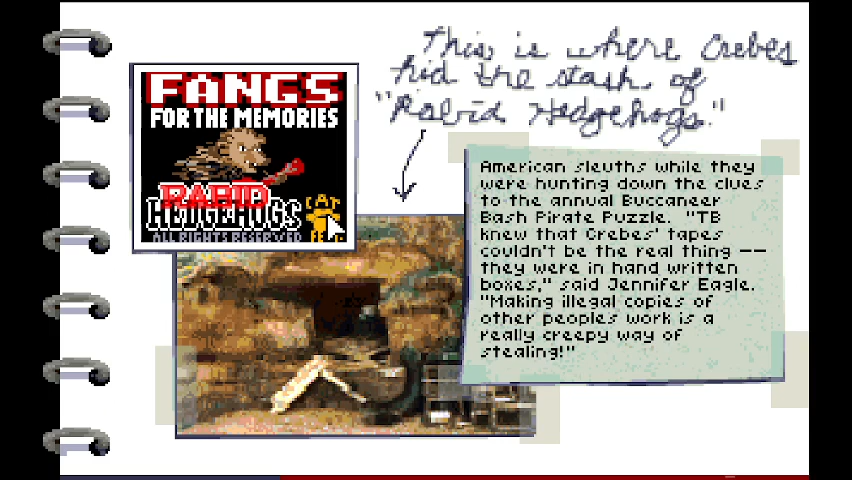 This is where Crebes
hid the stash of
"Rabid Hedgehogs."
FANGS
FOR THE MEMORIES
RABID
HEDGEHOGS
ALL RIGHTS RESERVED
American sleuths while they
were hunting down the clues
to the annual Buccaneer
Bash Pirate Puzzle. "TB
knew that Crebes' tapes
couldn't be the real thing --
they were in hand written
boxes," said Jennifer Eagle.
"Making illegal copies of
other peoples work is a
really creepy way of
stealing!"